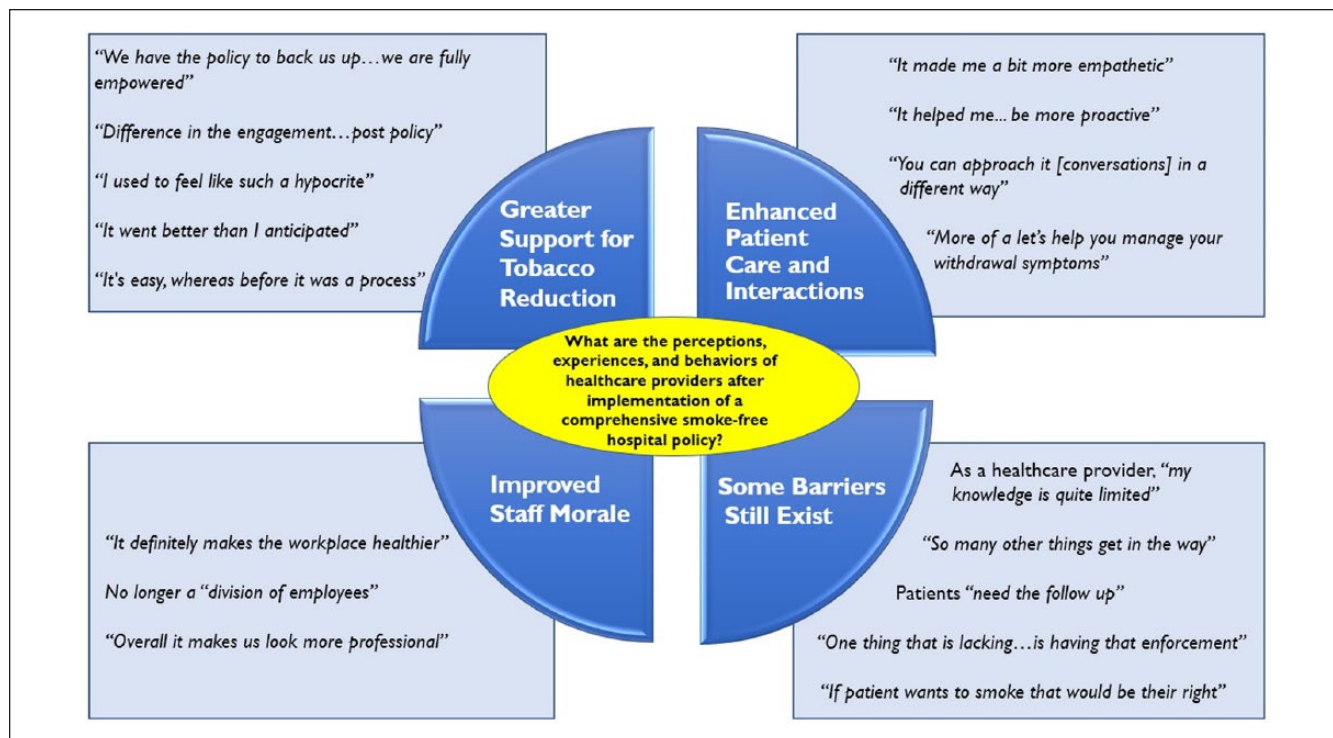 “We have the policy to back us up…we are fully
empowered”
“Difference in the engagement…post policy”
“I used to feel like such a hypocrite”
“It went better than I anticipated”
“It's easy, whereas before it was a process”
Greater
Support for
Tobacco
Reduction
“It made me a bit more empathetic”
“It helped me... be more proactive”
“You can approach it [conversations] in a
different way”
“More of a let’s help you manage your
withdrawal symptoms”
Enhanced
Patient
Care and
Interactions
What are the perceptions,
experiences, and behaviors of
healthcare providers after
implementation of a
comprehensive smoke-free
hospital policy?
Improved
Staff Morale
“It definitely makes the workplace healthier”
No longer a “division of employees”
“Overall it makes us look more professional”
Some Barriers
Still Exist
As a healthcare provider, “my
knowledge is quite limited”
“So many other things get in the way”
Patients “need the follow up”
“One thing that is lacking…is having that enforcement”
“If patient wants to smoke that would be their right”